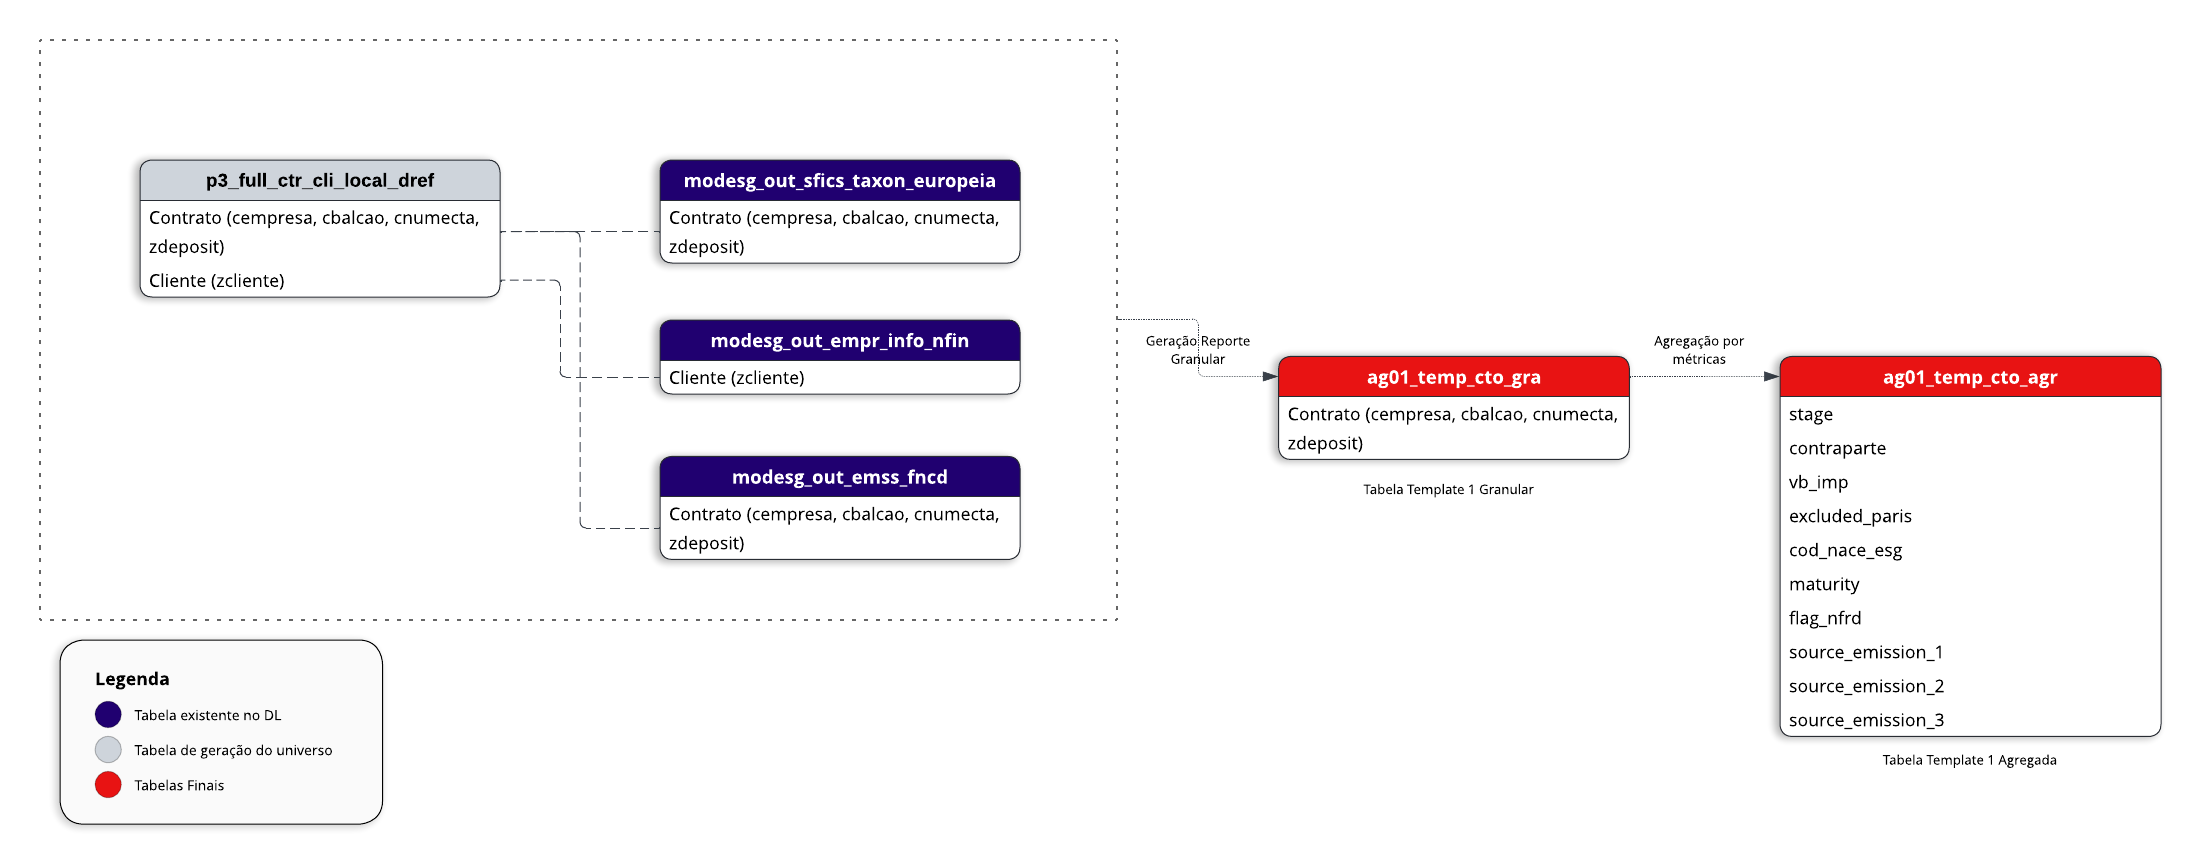 p3_full_ctr_cli_local_dref
Contrato (cempresa, cbalcao, cnumecta,
zdeposit)
Cliente (zcliente)
modesg_out_sfics_taxon_europeia
Contrato (cempresa, cbalcao, cnumecta,
zdeposit)
modesg_out_empr_info_nfin
Cliente (zcliente)
modesg_out_emss_fncd
Contrato (cempresa, cbalcao, cnumecta,
zdeposit)
Geração Reporte
Granular
ag01_temp_cto_gra
Contrato (cempresa, cbalcao, cnumecta,
zdeposit)
Tabela Template 1 Granular
Agregação por
métricas
ag01_temp_cto_agr
stage
contraparte
vb_imp
excluded_paris
cod_nace_esg
maturity
flag_nfrd
source_emission_1
source_emission_2
source_emission_3
Tabela Template 1 Agregada
Legenda
Tabela existente no DL
Tabela de geração do universo
Tabelas Finais